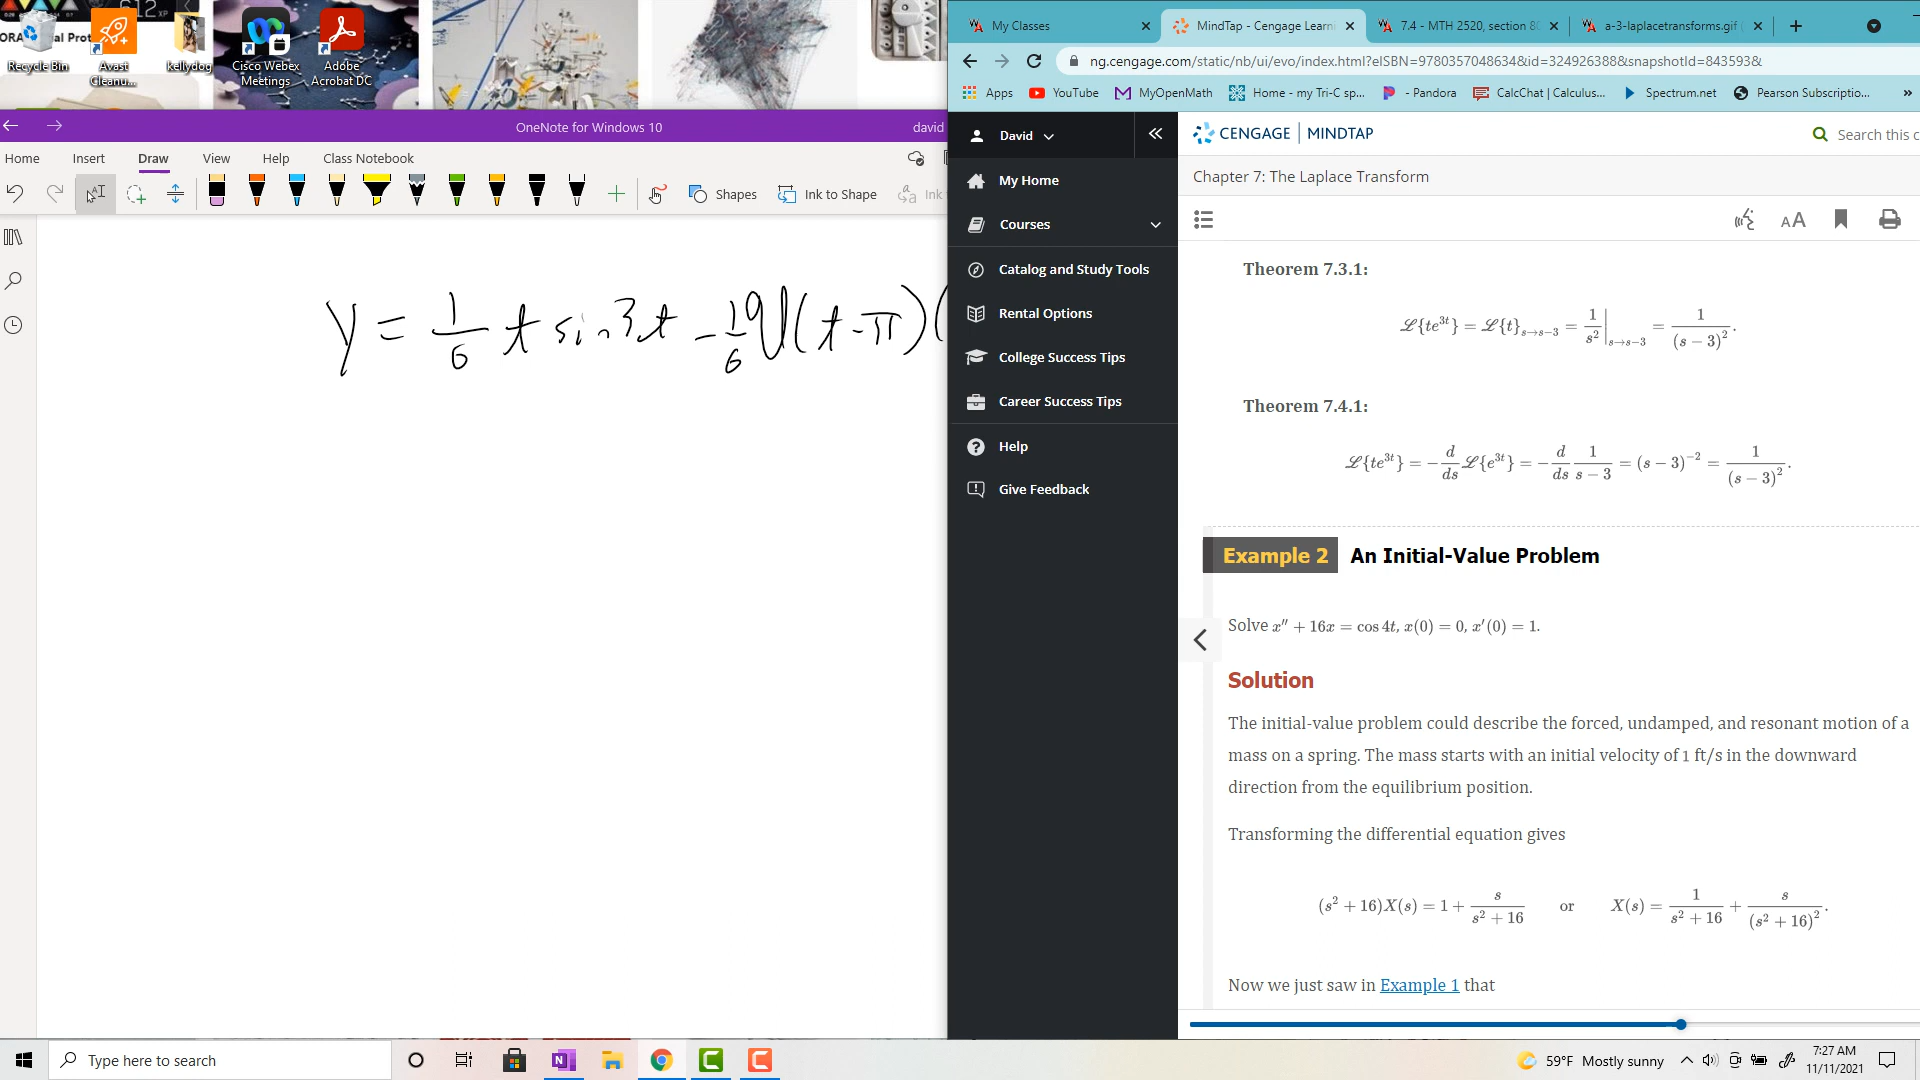 Recycle Bin
Avast Cleanu...
kellydog
Cisco Webex Meetings
Adobe Acrobat DC
OneNote for Windows 10
david
Home Insert Draw View Help Class Notebook
Shapes Ink to Shape Ink
y = 1/6 t sin3t - 1/6 𝒰(t-π)(
My Classes
MindTap - Cengage Learni
7.4 - MTH 2520, section 8
a-3-laplacetransforms.gif (
ng.cengage.com/static/nb/ui/evo/index.html?eISBN=9780357048634&id=324926388&snapshotId=843593&
Apps YouTube MyOpenMath Home - my Tri-C sp... - Pandora CalcChat | Calculus... Spectrum.net Pearson Subscriptio... »
David
CENGAGE | MINDTAP
Search this c
My Home
Courses
Catalog and Study Tools
Rental Options
College Success Tips
Career Success Tips
Help
Give Feedback
Chapter 7: The Laplace Transform
AA
Theorem 7.3.1:
ℒ{te^{3t}} = ℒ{t}_{s→s−3} = 1/s² |_{s→s−3} = 1/(s − 3)².
Theorem 7.4.1:
ℒ{te^{3t}} = −d/ds ℒ{e^{3t}} = −d/ds 1/(s − 3) = (s − 3)^{−2} = 1/(s − 3)².
Example 2 An Initial-Value Problem
Solve x″ + 16x = cos 4t, x(0) = 0, x′(0) = 1.
Solution
The initial-value problem could describe the forced, undamped, and resonant motion of a
mass on a spring. The mass starts with an initial velocity of 1 ft/s in the downward
direction from the equilibrium position.
Transforming the differential equation gives
(s² + 16)X(s) = 1 + s/(s² + 16) or X(s) = 1/(s² + 16) + s/(s² + 16)².
Now we just saw in Example 1 that
Type here to search
59°F Mostly sunny
7:27 AM
11/11/2021